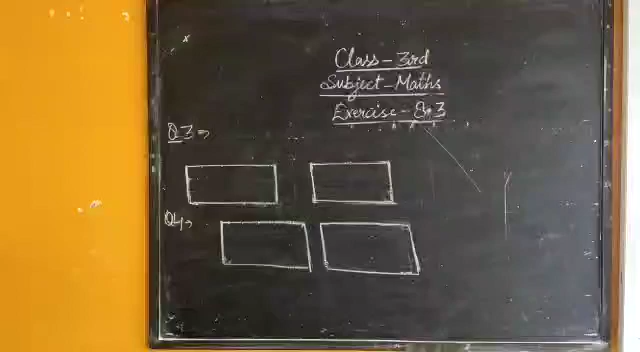 Class - 3rd
Subject - Maths
Exercise - 8.3
Q3 ⇒
Q4 ⇒